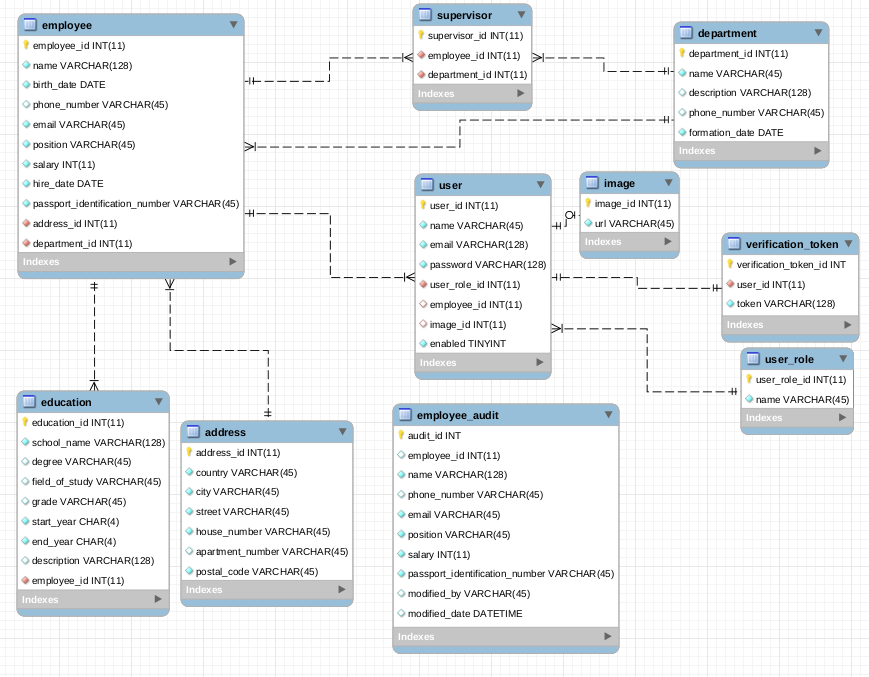 employee
employee_id INT(11)
name VARCHAR(128)
birth_date DATE
phone_number VARCHAR(45)
email VARCHAR(45)
position VARCHAR(45)
salary INT(11)
hire_date DATE
passport_identification_number VARCHAR(45)
address_id INT(11)
department_id INT(11)
Indexes
supervisor
supervisor_id INT(11)
employee_id INT(11)
department_id INT(11)
Indexes
department
department_id INT(11)
name VARCHAR(45)
description VARCHAR(128)
phone_number VARCHAR(45)
formation_date DATE
Indexes
user
user_id INT(11)
name VARCHAR(45)
email VARCHAR(128)
password VARCHAR(128)
user_role_id INT(11)
employee_id INT(11)
image_id INT(11)
enabled TINYINT
Indexes
image
image_id INT(11)
url VARCHAR(45)
Indexes
verification_token
verification_token_id INT
user_id INT(11)
token VARCHAR(128)
Indexes
user_role
user_role_id INT(11)
name VARCHAR(45)
Indexes
education
education_id INT(11)
school_name VARCHAR(128)
degree VARCHAR(45)
field_of_study VARCHAR(45)
grade VARCHAR(45)
start_year CHAR(4)
end_year CHAR(4)
description VARCHAR(128)
employee_id INT(11)
Indexes
address
address_id INT(11)
country VARCHAR(45)
city VARCHAR(45)
street VARCHAR(45)
house_number VARCHAR(45)
apartment_number VARCHAR(45)
postal_code VARCHAR(45)
Indexes
employee_audit
audit_id INT
employee_id INT(11)
name VARCHAR(128)
phone_number VARCHAR(45)
email VARCHAR(45)
position VARCHAR(45)
salary INT(11)
passport_identification_number VARCHAR(45)
modified_by VARCHAR(45)
modified_date DATETIME
Indexes